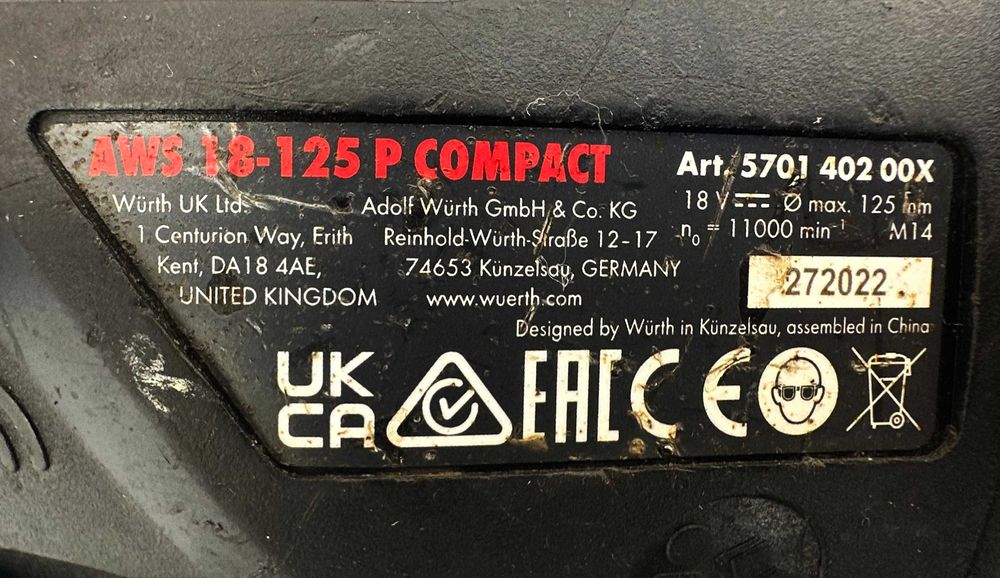 AWS 18-125 P COMPACT
Würth UK Ltd.
1 Centurion Way, Erith
Kent, DA18 4AE,
UNITED KINGDOM
Adolf Würth GmbH & Co. KG
Reinhold-Würth-Straße 12-17
74653 Künzelsau, GERMANY
www.wuerth.com
Art. 5701 402 00X
18 V ⎓ Ø max. 125 mm
n₀ = 11000 min⁻¹ M14
272022
Designed by Würth in Künzelsau, assembled in China
UK
CA
EAC CE